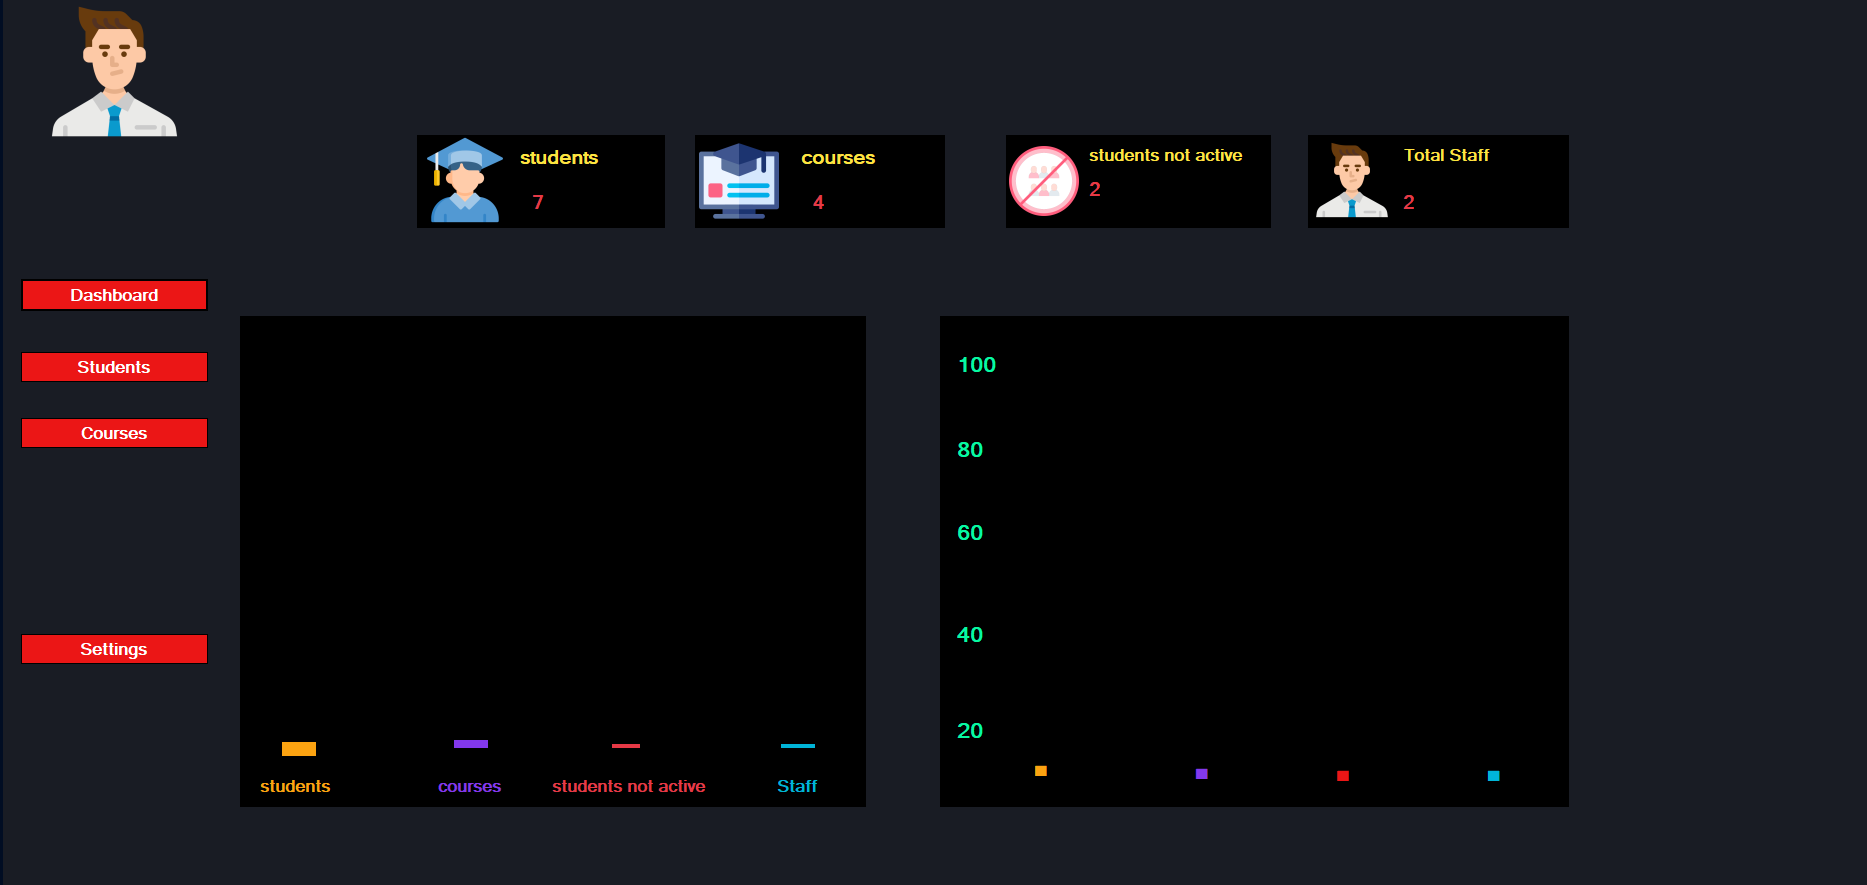 students
7
courses
4
students not active
2
Total Staff
2
Dashboard
Students
Courses
Settings
students
courses
students not active
Staff
100
80
60
40
20